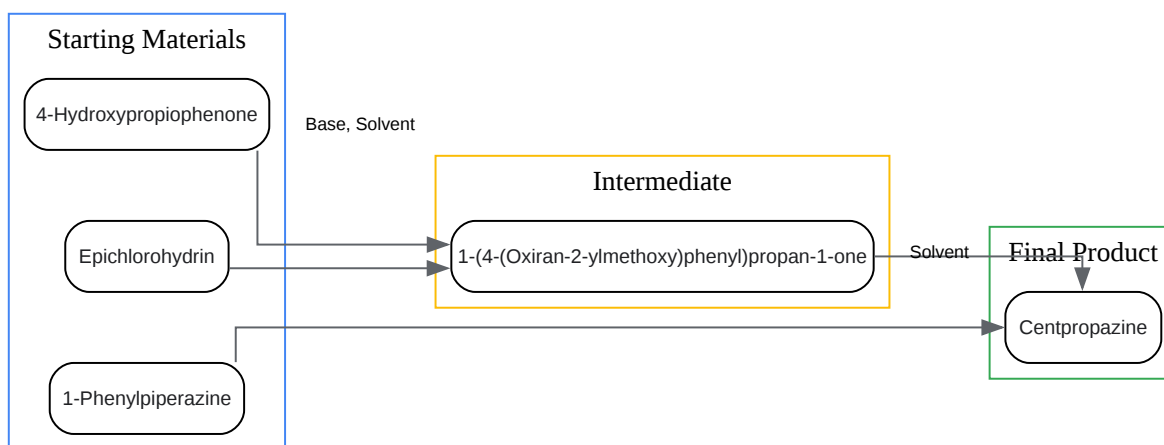 Starting Materials
4-Hydroxypropiophenone
Base, Solvent
Epichlorohydrin
1-Phenylpiperazine
Intermediate
1-(4-(Oxiran-2-ylmethoxy)phenyl)propan-1-one
Solvent
Final Product
Centpropazine